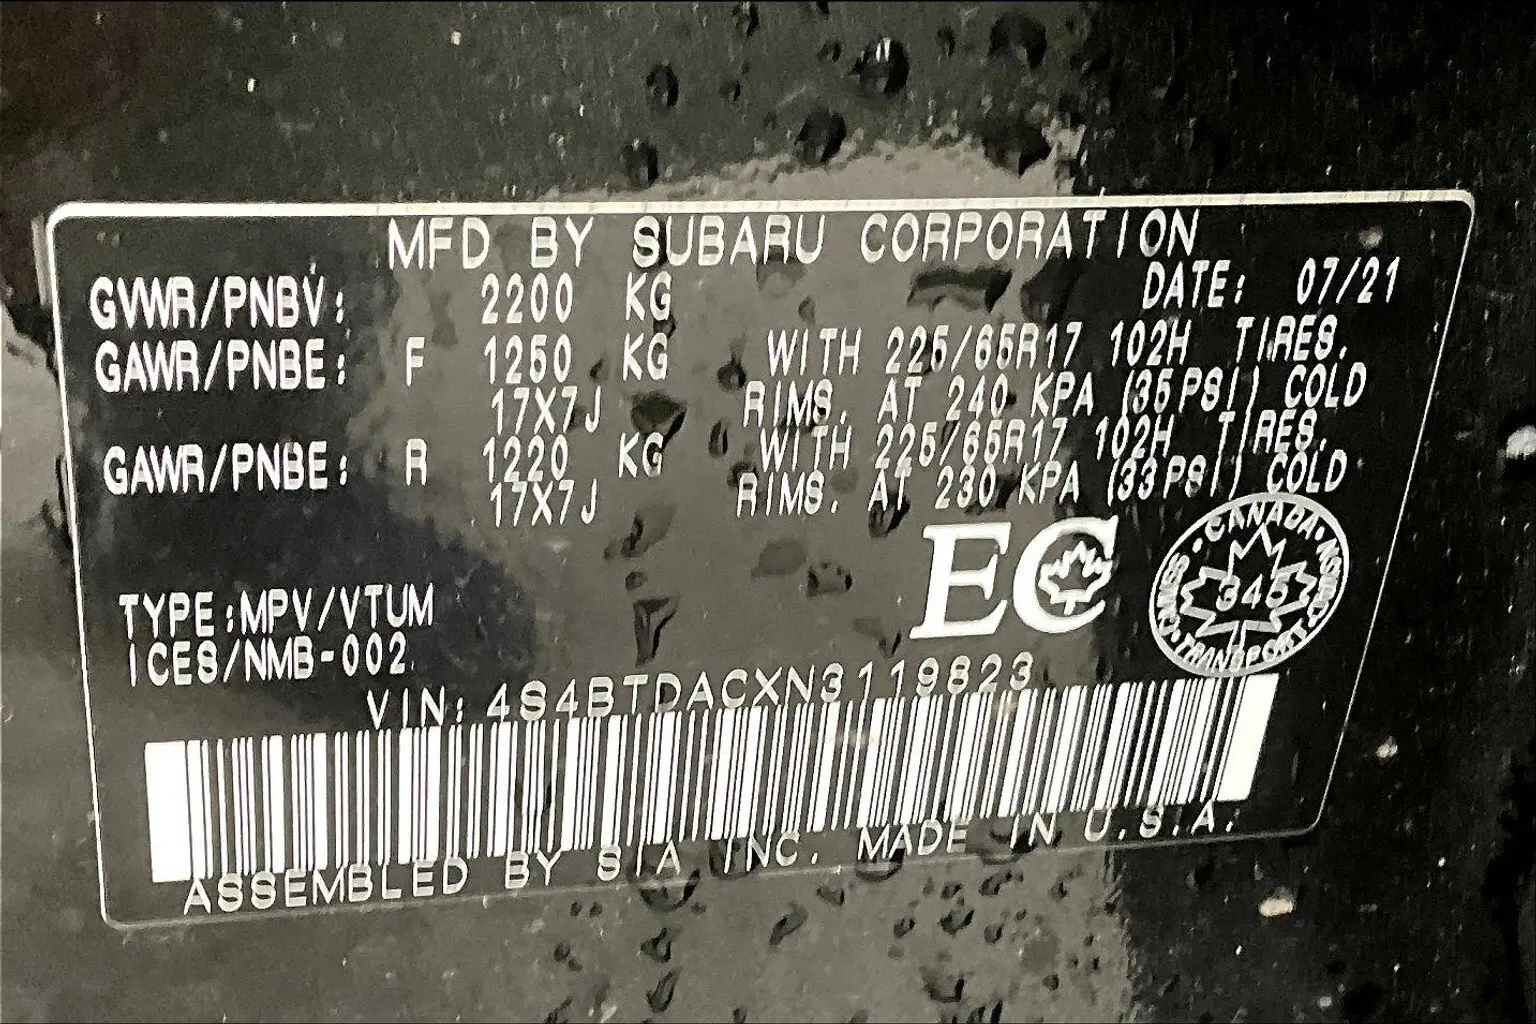 MFD BY SUBARU CORPORATION
GVWR/PNBV: 2200 KG DATE: 07/21
GAWR/PNBE: F 1250 KG WITH 225/65R17 102H TIRES.
17X7J RIMS. AT 240 KPA (35PSI) COLD
GAWR/PNBE: R 1220 KG WITH 225/65R17 102H TIRES.
17X7J RIMS. AT 230 KPA (33PSI) COLD
EC
CANADA
345
TRANSPORT
TYPE:MPV/VTUM
ICES/NMB-002
VIN: 4S4BTDACXN3119823
ASSEMBLED BY SIA INC. MADE IN U.S.A.